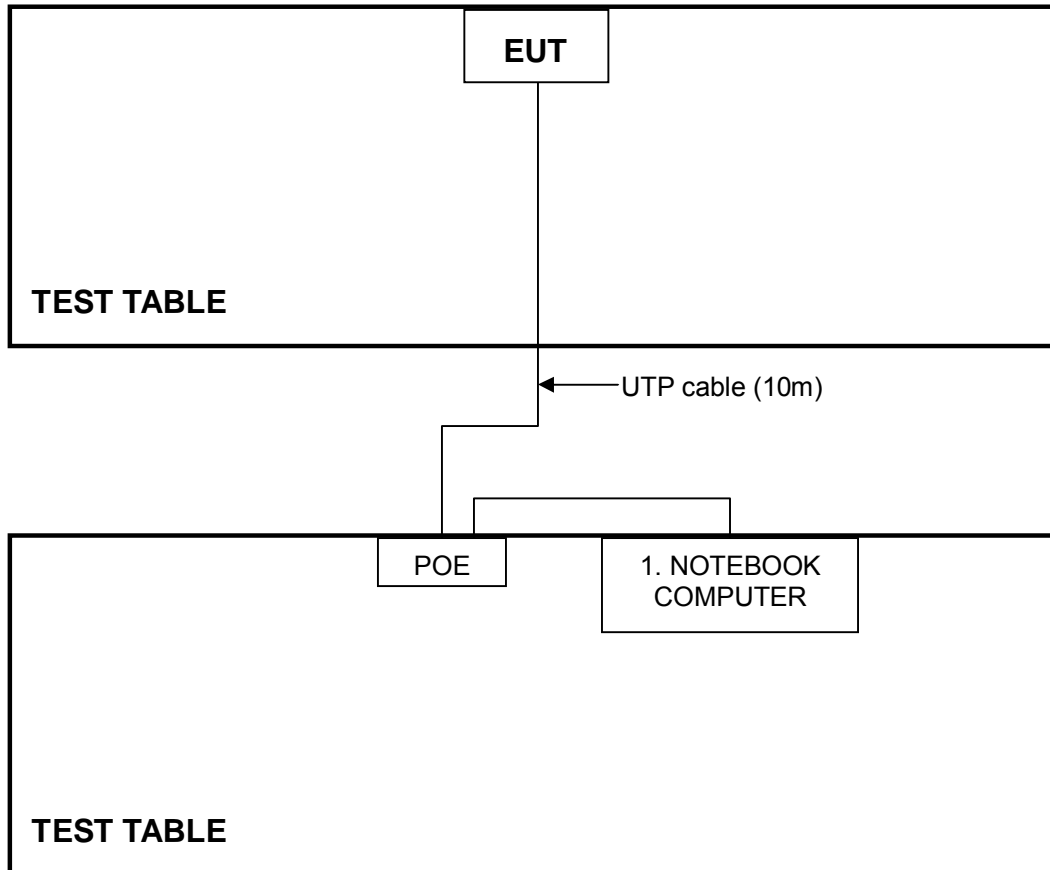 EUT
TEST TABLE
UTP cable (10m)
POE
1. NOTEBOOK
COMPUTER
TEST TABLE